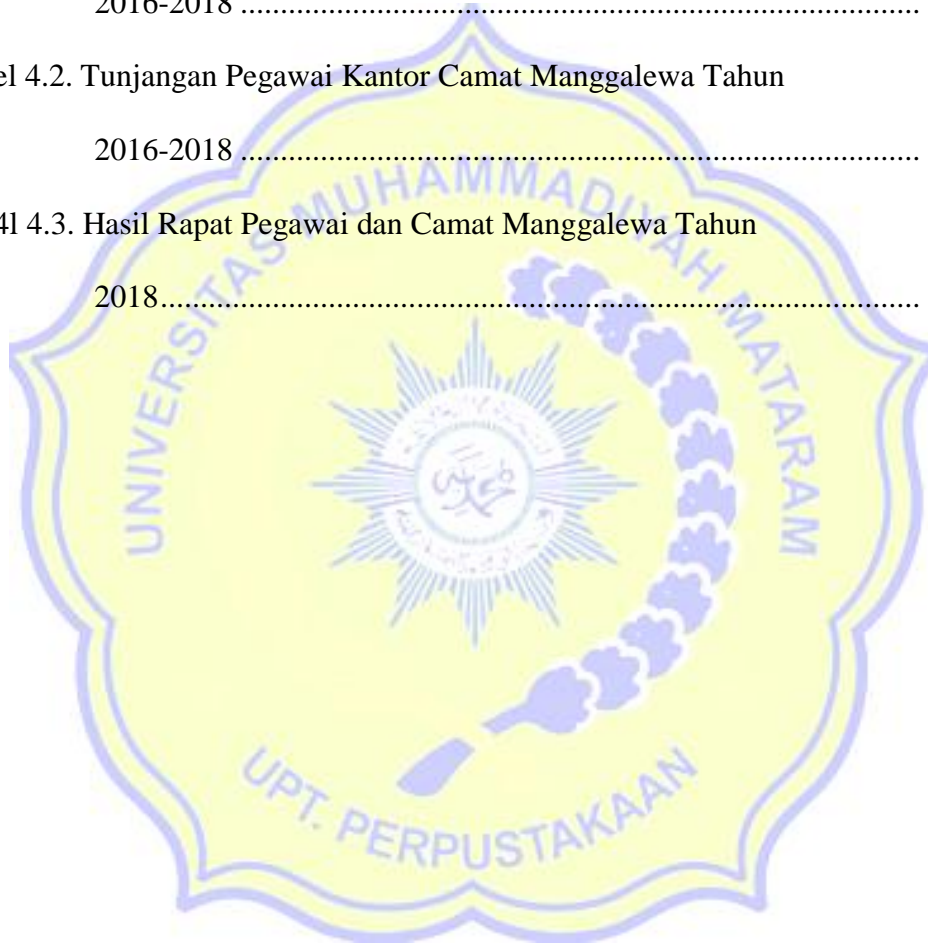 2016-2018 ....................................................................................
el 4.2. Tunjangan Pegawai Kantor Camat Manggalewa Tahun
2016-2018 ....................................................................................
4l 4.3. Hasil Rapat Pegawai dan Camat Manggalewa Tahun
2018..............................................................................................
UNIVERSITAS MUHAMMADIYAH MATARAM
UPT. PERPUSTAKAAN